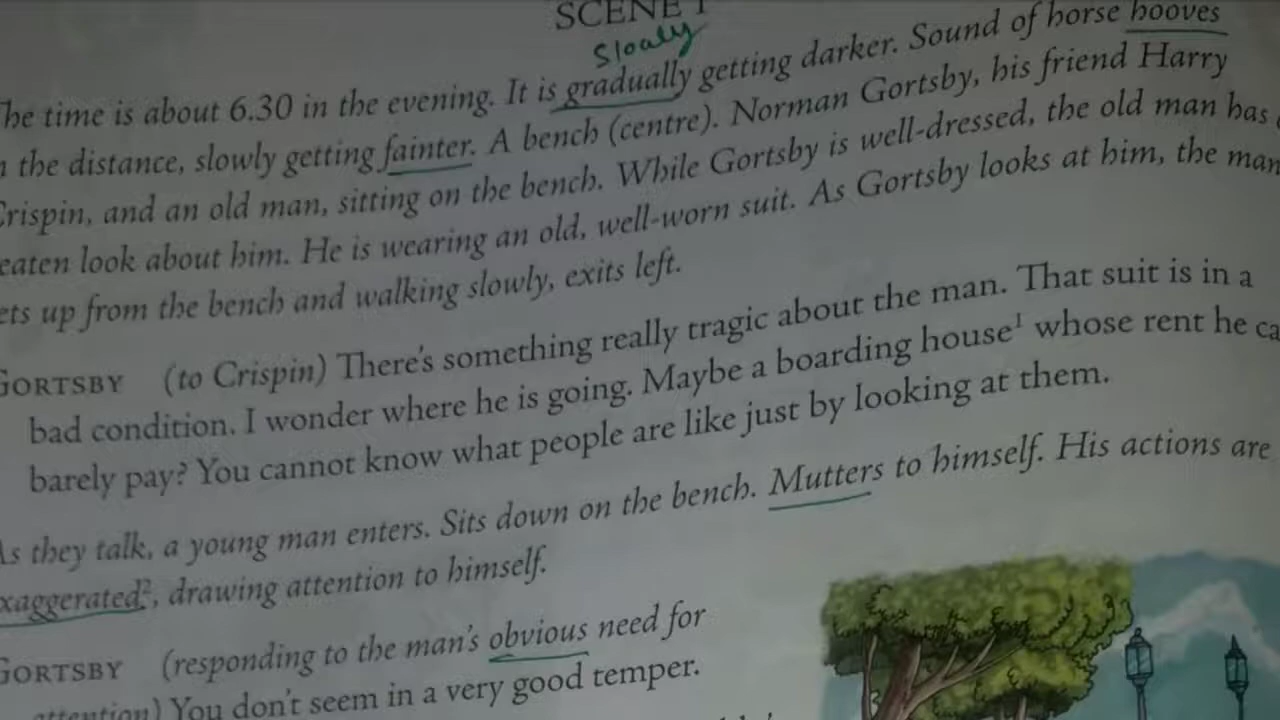 SCENE I
Slowly
The time is about 6.30 in the evening. It is gradually getting darker. Sound of horse hooves
n the distance, slowly getting fainter. A bench (centre). Norman Gortsby, his friend Harry
Crispin, and an old man, sitting on the bench. While Gortsby is well-dressed, the old man has
eaten look about him. He is wearing an old, well-worn suit. As Gortsby looks at him, the man
ets up from the bench and walking slowly, exits left.
GORTSBY (to Crispin) There's something really tragic about the man. That suit is in a
bad condition. I wonder where he is going. Maybe a boarding house¹ whose rent he ca
barely pay? You cannot know what people are like just by looking at them.
As they talk, a young man enters. Sits down on the bench. Mutters to himself. His actions are
xaggerated², drawing attention to himself.
GORTSBY (responding to the man's obvious need for
attention) You don't seem in a very good temper.